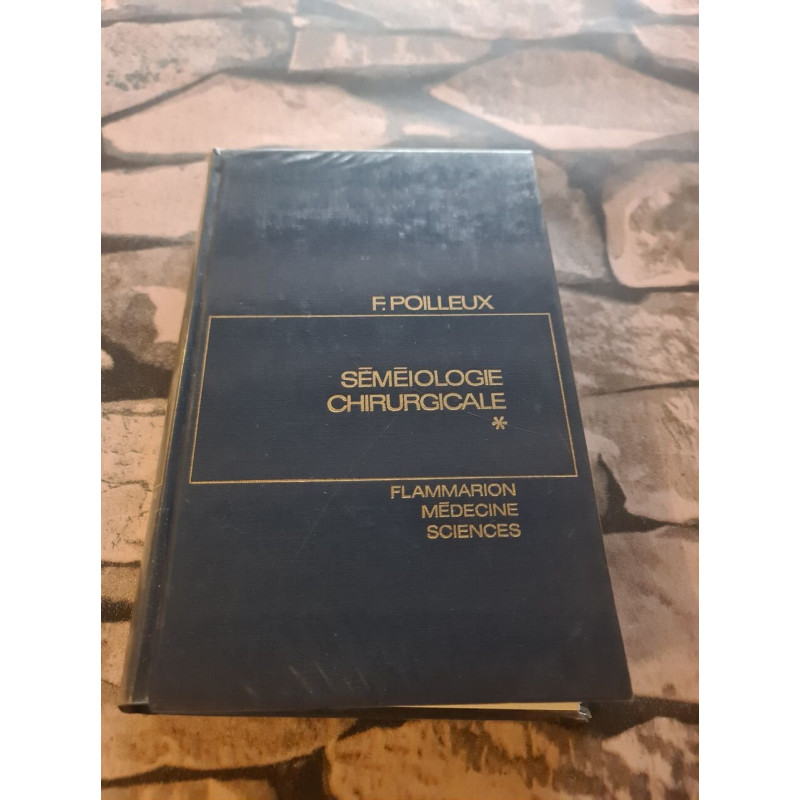 F. POILLEUX
SÉMÉIOLOGIE
CHIRURGICALE
*
FLAMMARION
MÉDECINE
SCIENCES